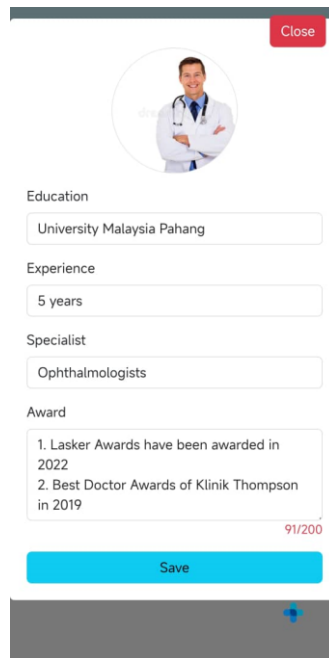 Close
Education
University Malaysia Pahang
Experience
5 years
Specialist
Ophthalmologists
Award
1. Lasker Awards have been awarded in
2022
2. Best Doctor Awards of Klinik Thompson
in 2019
91/200
Save